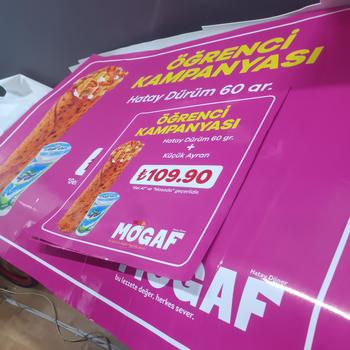 ÖĞRENCİ
KAMPANYASI
Hatay Dürüm 60 gr.
ÖĞRENCİ
KAMPANYASI
Hatay Dürüm 60 gr.
+
Küçük Ayran
₺109.90
MOGAF
MOGAF
Hatay Döner
bu lezzete değer, herkes sever.